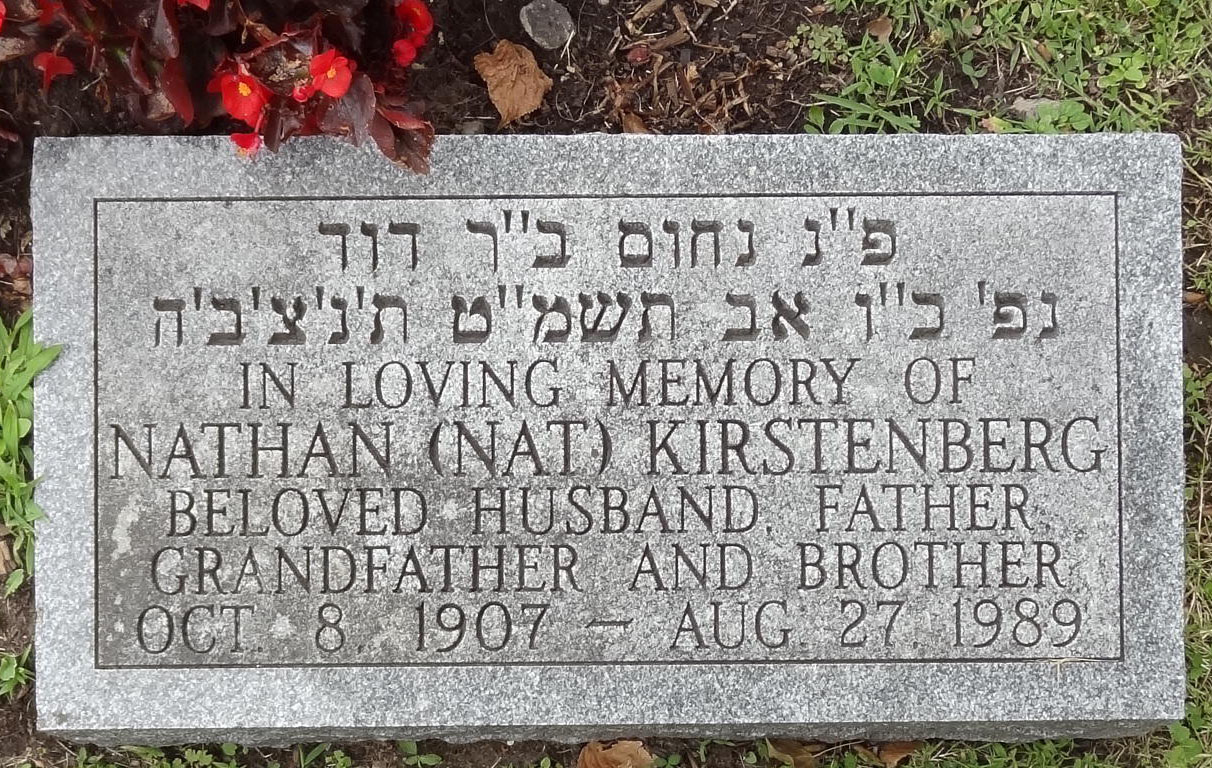 פ"נ נחום ב"ר דוד
נפ' כ"ו אב תשמ"ט ת'נ'צ'ב'ה
IN LOVING MEMORY OF
NATHAN (NAT) KIRSTENBERG
BELOVED HUSBAND, FATHER,
GRANDFATHER AND BROTHER
OCT. 8, 1907 – AUG. 27, 1989